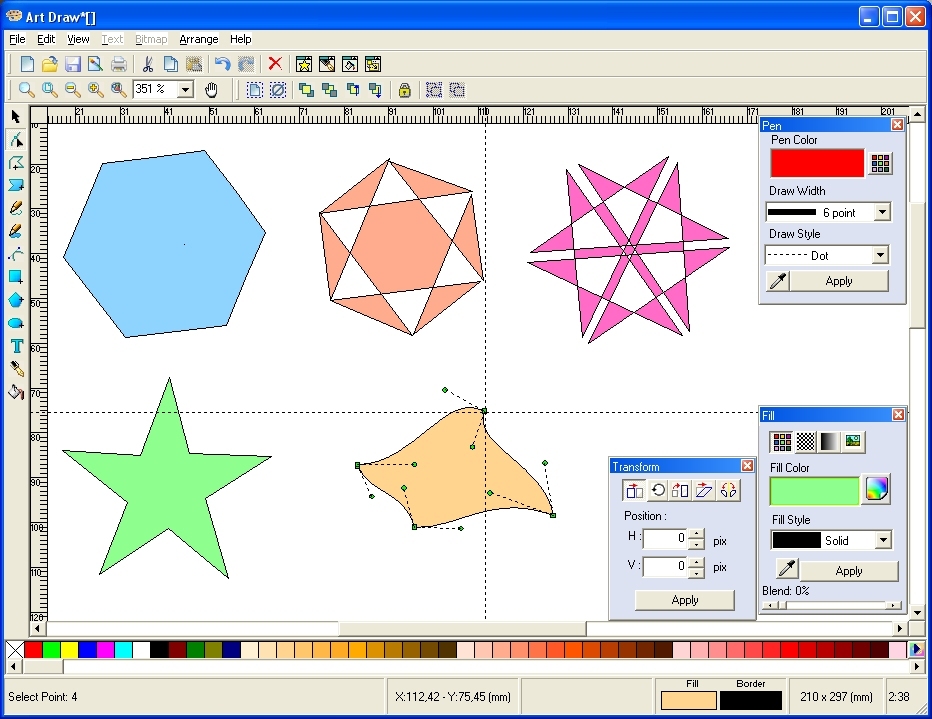 Art Draw*[]
File Edit View Text Bitmap Arrange Help
351 %
21 31 41 51 61 71 81 91 101 111 121 131 141 151 161 171 181 191 201
10
20
30
40
50
60
70
80
90
100
110
120
Pen
Pen Color
Draw Width
6 point
Draw Style
Dot
Apply
Transform
Position :
H : 0 pix
V : 0 pix
Apply
Fill
Fill Color
Fill Style
Solid
Apply
Blend: 0%
T
Select Point: 4
X:112,42 - Y:75,45 (mm)
Fill Border
210 x 297 (mm)
2:38